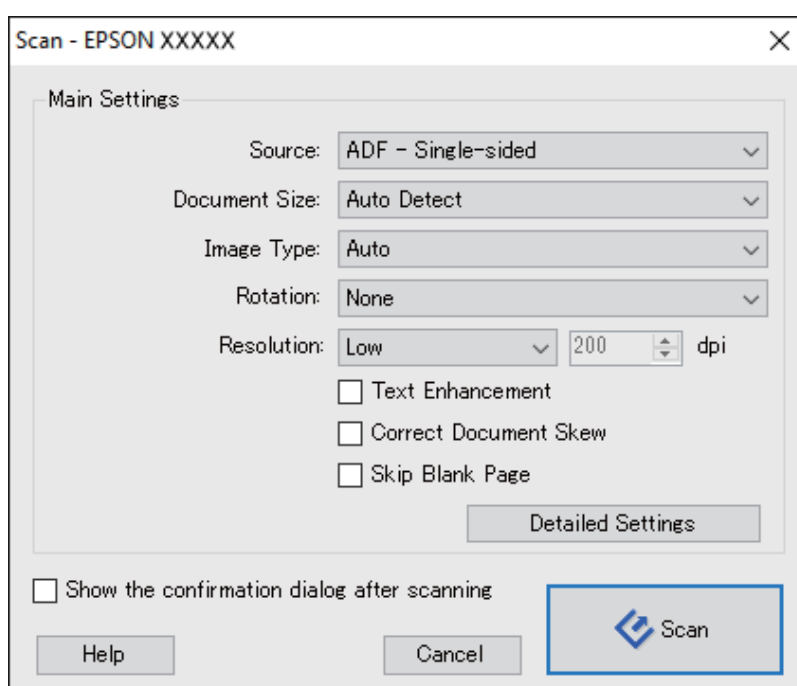 Scan - EPSON XXXXX
Main Settings
Source: ADF - Single-sided
Document Size: Auto Detect
Image Type: Auto
Rotation: None
Resolution: Low 200 dpi
Text Enhancement
Correct Document Skew
Skip Blank Page
Detailed Settings
Show the confirmation dialog after scanning
Scan
Help Cancel